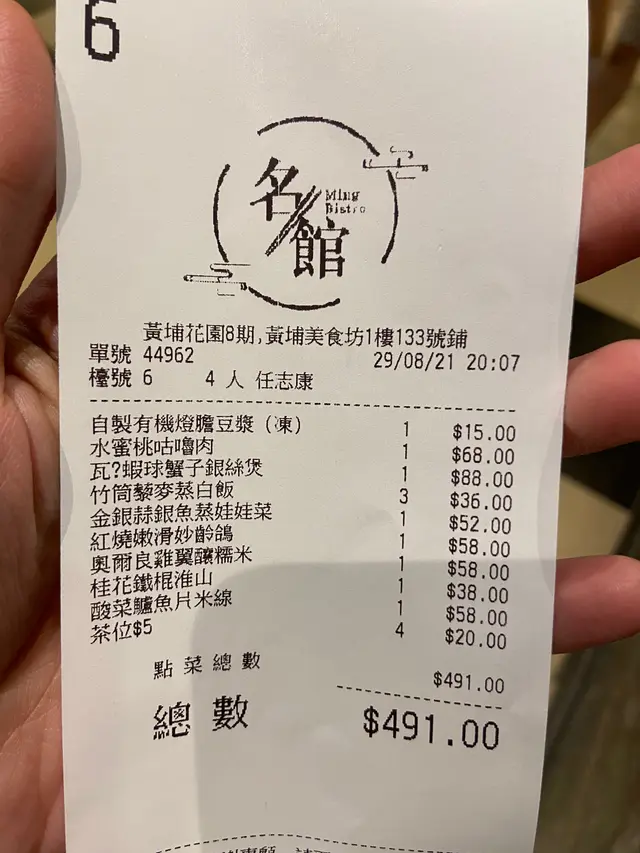 6
名館
Ming
Bistro
黃埔花園8期,黃埔美食坊1樓133號鋪
單號 44962 29/08/21 20:07
檯號 6 4 人 任志康
自製有機燈膽豆漿 (凍) 1 $15.00
水蜜桃咕嚕肉 1 $68.00
瓦?蝦球蟹子銀絲煲 1 $88.00
竹筒藜麥蒸白飯 3 $36.00
金銀蒜銀魚蒸娃娃菜 1 $52.00
紅燒嫩滑妙齡鴿 1 $58.00
奧爾良雞翼釀糯米 1 $58.00
桂花鐵棍淮山 1 $38.00
酸菜鱸魚片米線 1 $58.00
茶位$5 4 $20.00
點菜總數 $491.00
總數 $491.00